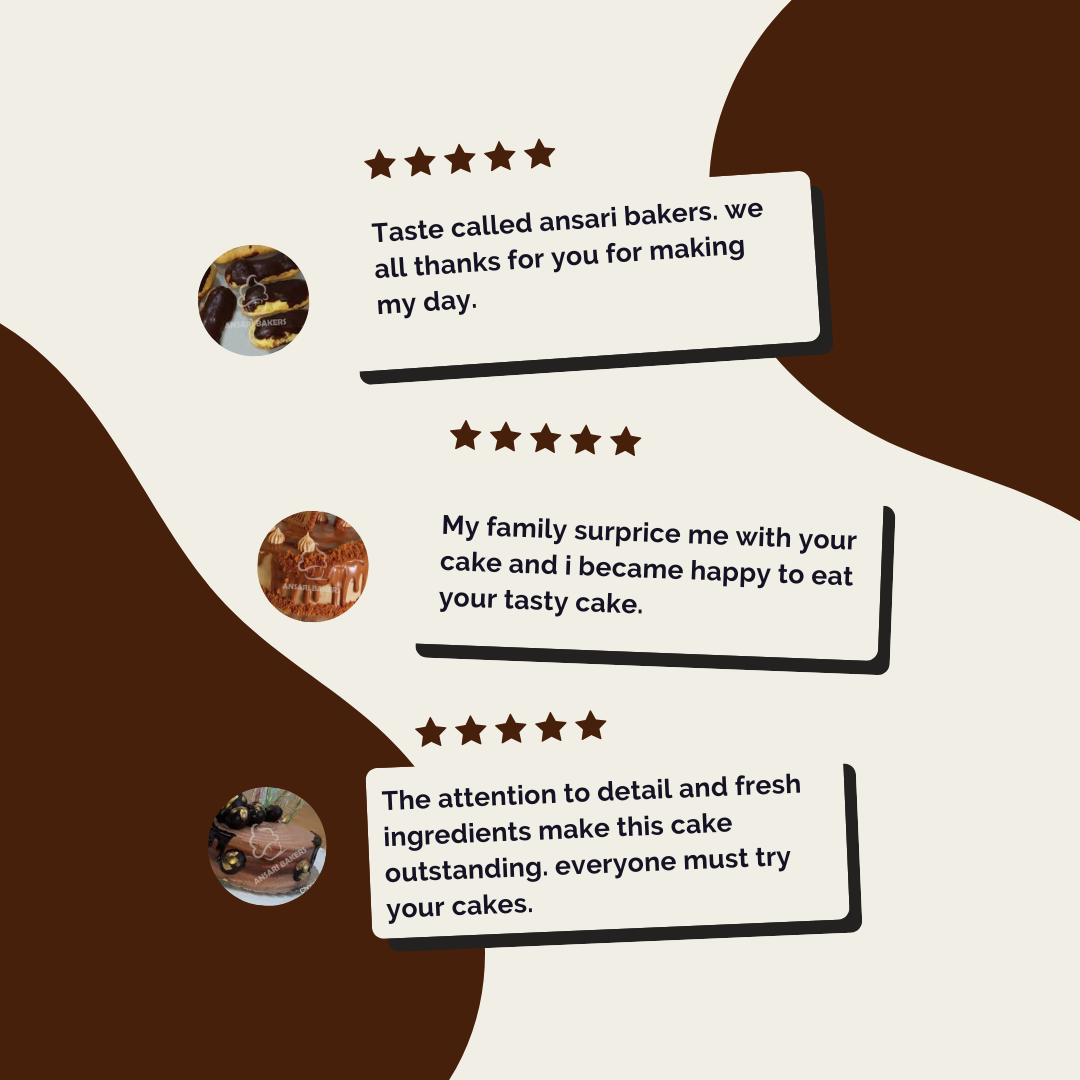 Taste called ansari bakers. we
all thanks for you for making
my day.
ANSARI BAKERS
My family surprice me with your
cake and i became happy to eat
your tasty cake.
ANSARI BAKERS
The attention to detail and fresh
ingredients make this cake
outstanding. everyone must try
your cakes.
ANSARI BAKERS